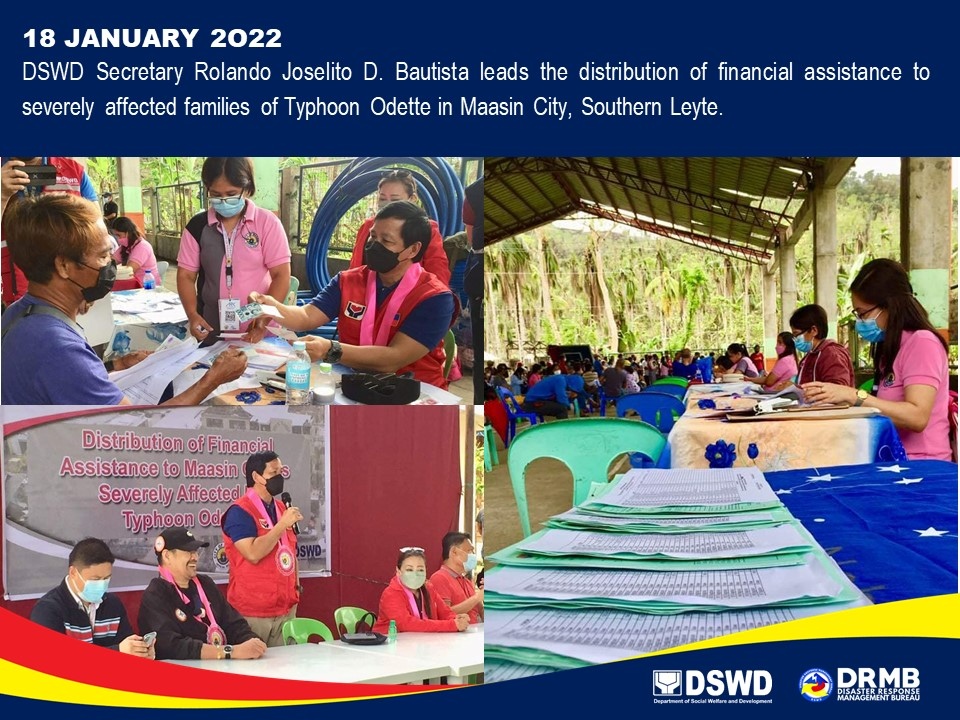 18 JANUARY 2O22
DSWD Secretary Rolando Joselito D. Bautista leads the distribution of financial assistance to
severely affected families of Typhoon Odette in Maasin City, Southern Leyte.
Distribution of Financial
Assistance to Maasin
Severely Affected
Typhoon
DSWD
DSWD
Department of Social Welfare and Development
DRMB
DISASTER RESPONSE
MANAGEMENT BUREAU